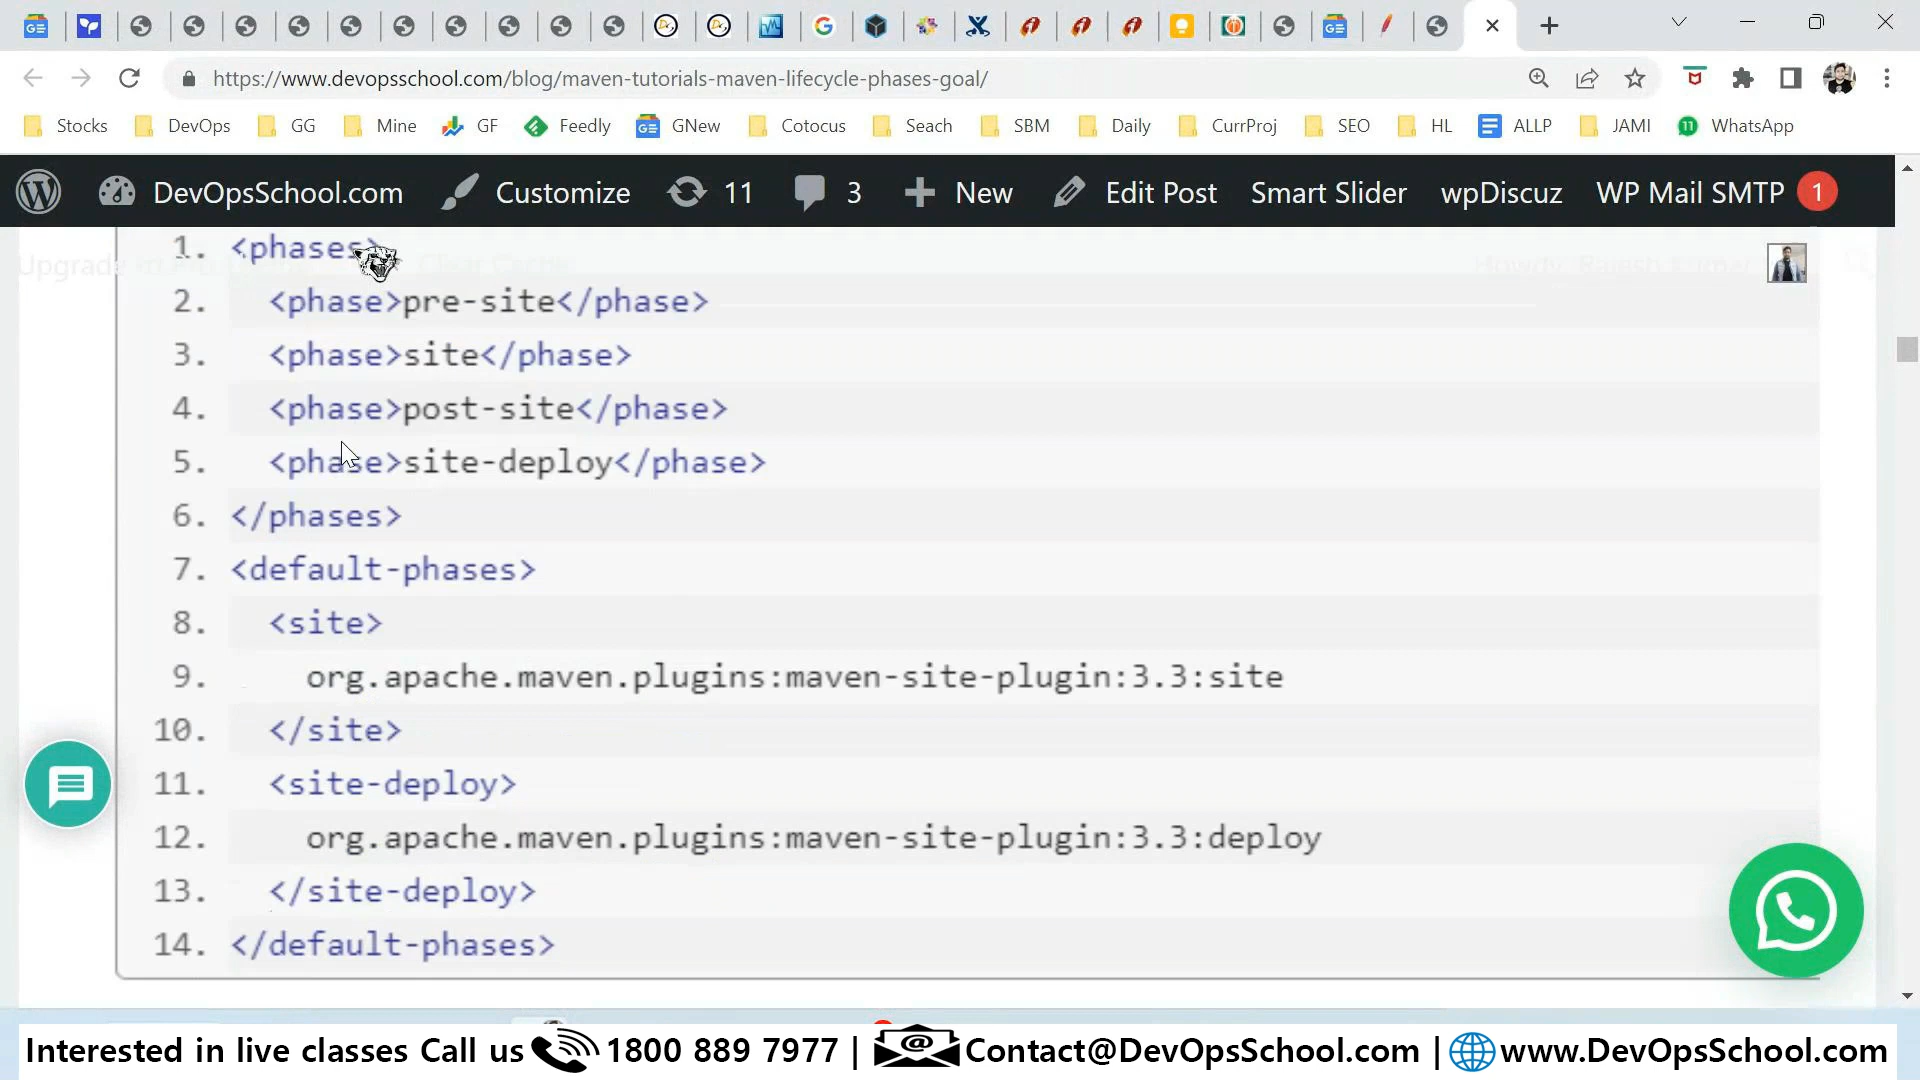 https://www.devopsschool.com/blog/maven-tutorials-maven-lifecycle-phases-goal/
Stocks DevOps GG Mine GF Feedly GNew Cotocus Seach SBM Daily CurrProj SEO HL ALLP JAMI WhatsApp
DevOpsSchool.com Customize 11 3 New Edit Post Smart Slider wpDiscuz WP Mail SMTP 1
1. <phases>
2. <phase>pre-site</phase>
3. <phase>site</phase>
4. <phase>post-site</phase>
5. <phase>site-deploy</phase>
6. </phases>
7. <default-phases>
8. <site>
9. org.apache.maven.plugins:maven-site-plugin:3.3:site
10. </site>
11. <site-deploy>
12. org.apache.maven.plugins:maven-site-plugin:3.3:deploy
13. </site-deploy>
14. </default-phases>
Interested in live classes Call us 1800 889 7977 | Contact@DevOpsSchool.com | www.DevOpsSchool.com